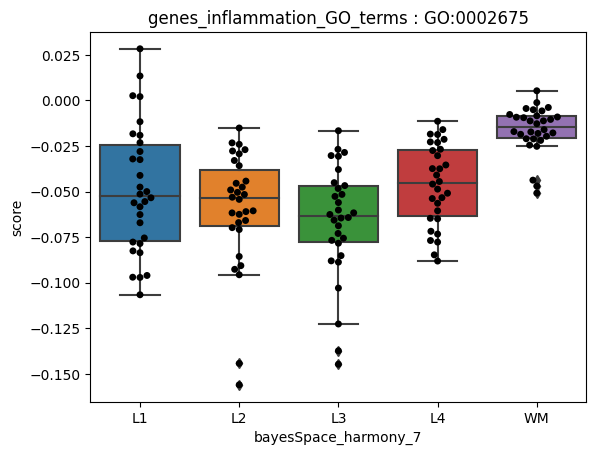 genes_inflammation_GO_terms : GO:0002675
0.025
0.000
−0.025
−0.050
−0.075
−0.100
−0.125
−0.150
score
L1 L2 L3 L4 WM
bayesSpace_harmony_7